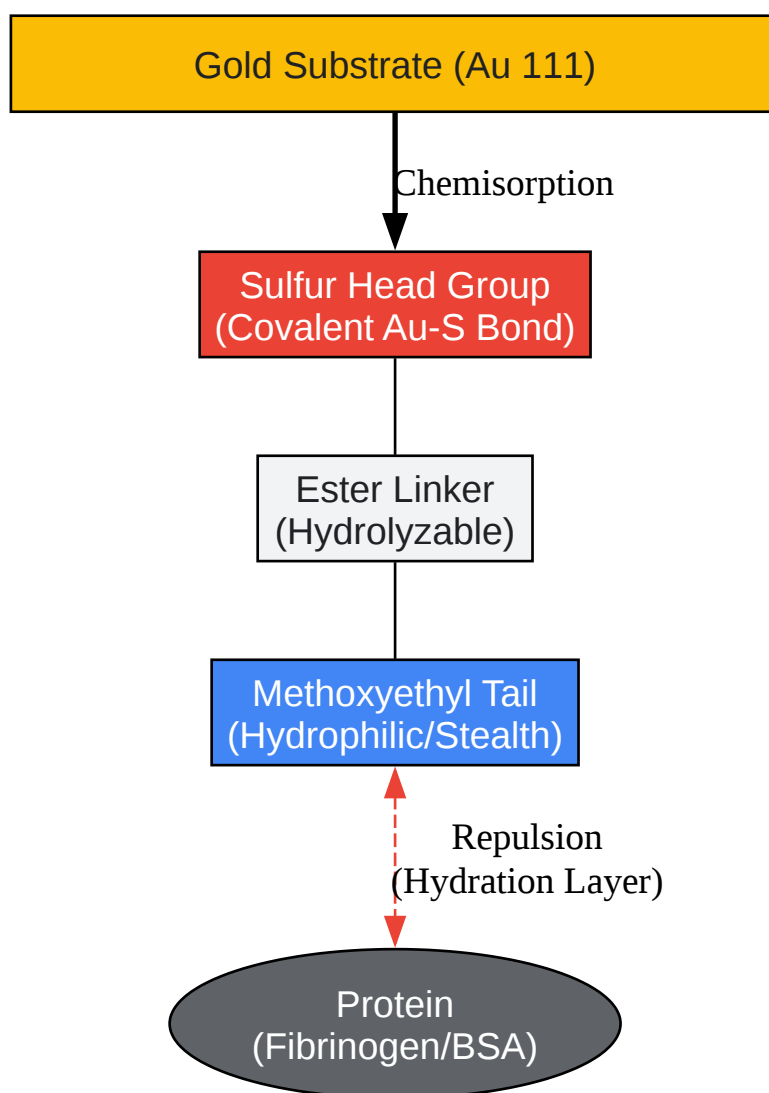 Gold Substrate (Au 111)
Chemisorption
Sulfur Head Group
(Covalent Au-S Bond)
Ester Linker
(Hydrolyzable)
Methoxyethyl Tail
(Hydrophilic/Stealth)
Repulsion
(Hydration Layer)
Protein
(Fibrinogen/BSA)